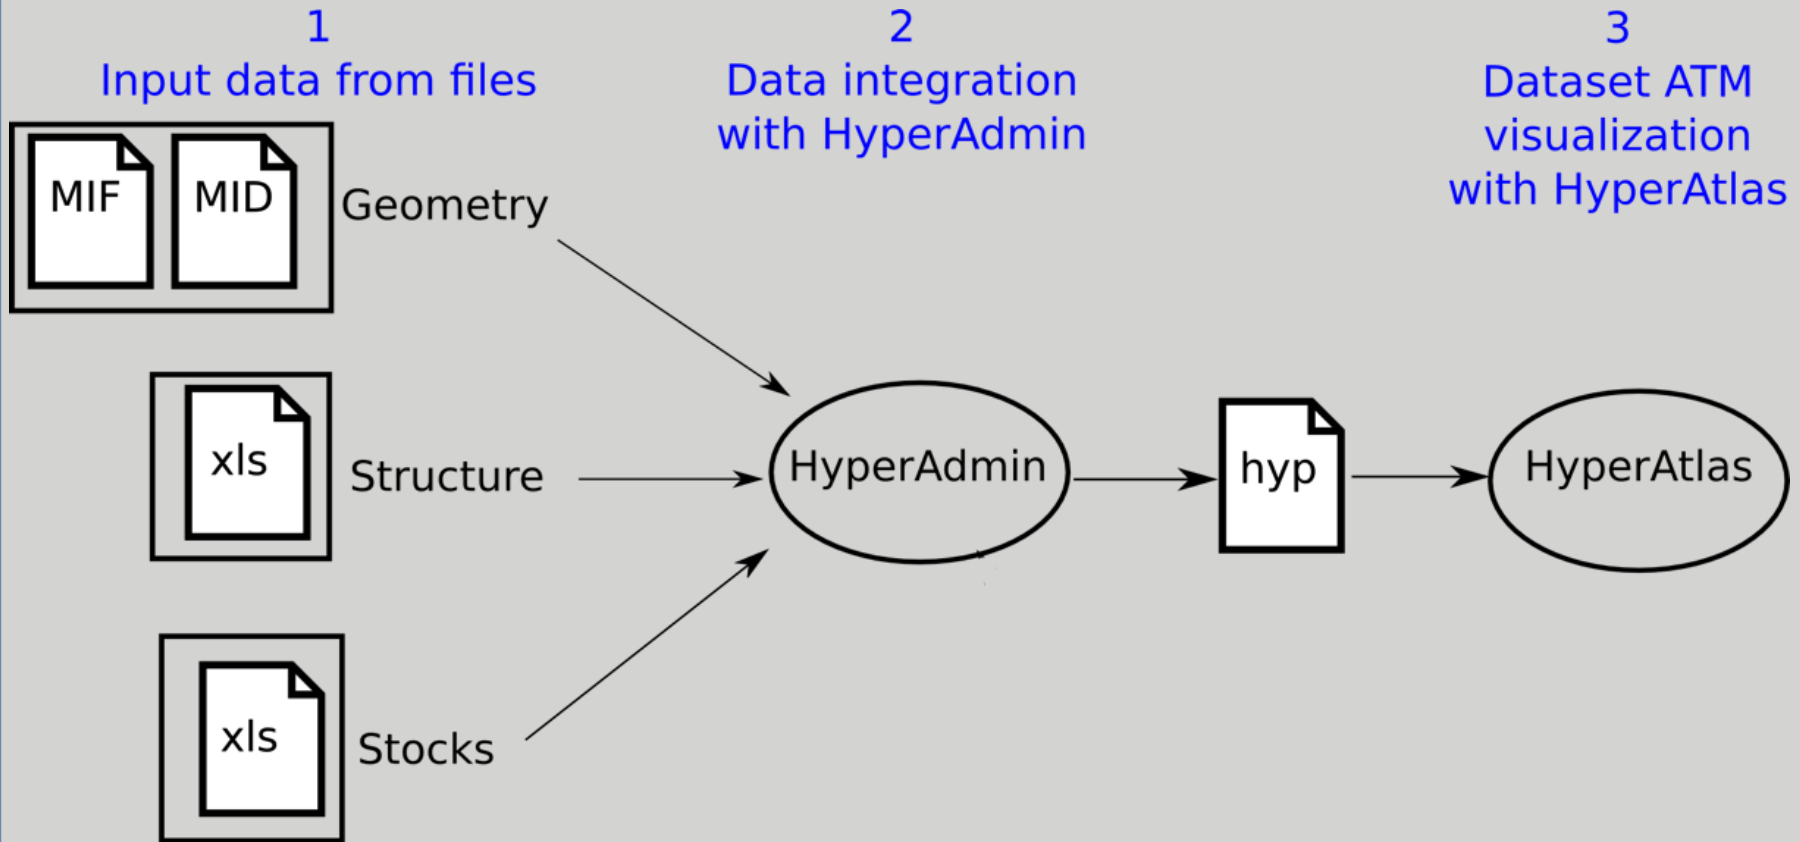 1
Input data from files
2
Data integration
with HyperAdmin
3
Dataset ATM
visualization
with HyperAtlas
MIF
MID
Geometry
xls
Structure
HyperAdmin
hyp
HyperAtlas
xls
Stocks